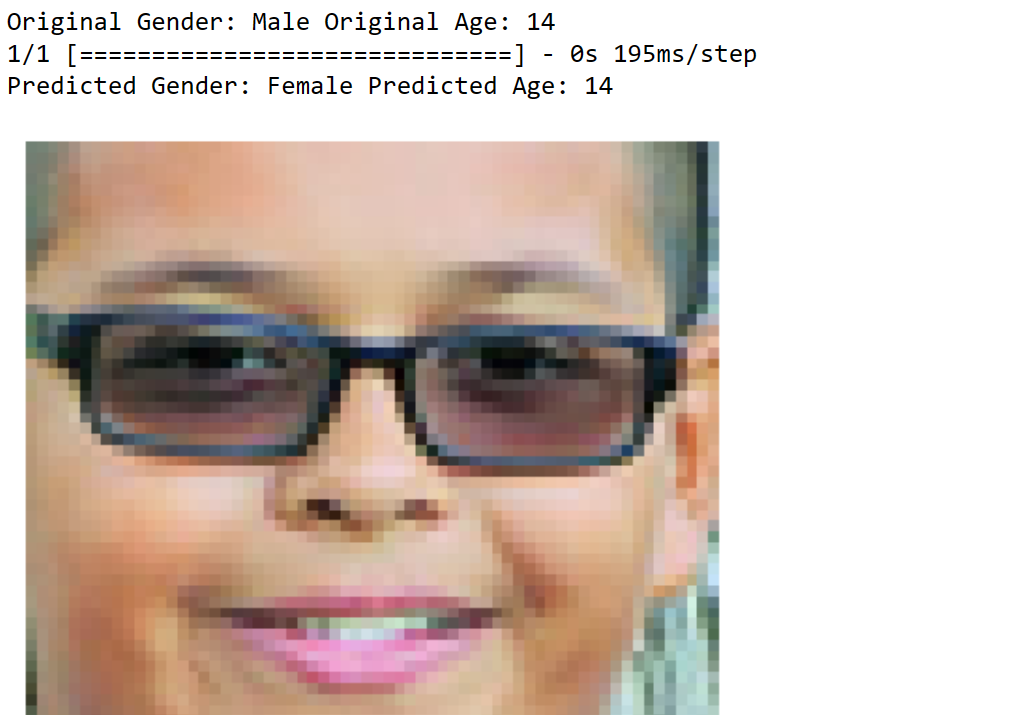 Original Gender: Male Original Age: 14
1/1 [==============================] - 0s 195ms/step
Predicted Gender: Female Predicted Age: 14